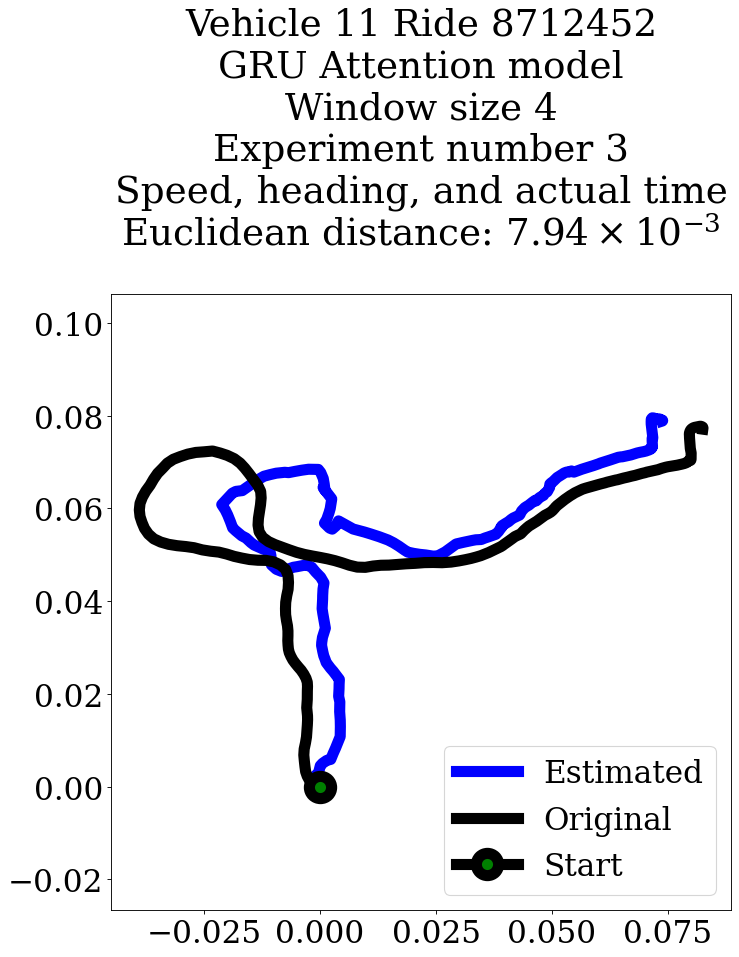 Vehicle 11 Ride 8712452
GRU Attention model
Window size 4
Experiment number 3
Speed, heading, and actual time
Euclidean distance: 7.94 × 10⁻³
0.10
0.08
0.06
0.04
0.02
0.00
−0.02
Estimated
Original
Start
−0.025 0.000 0.025 0.050 0.075